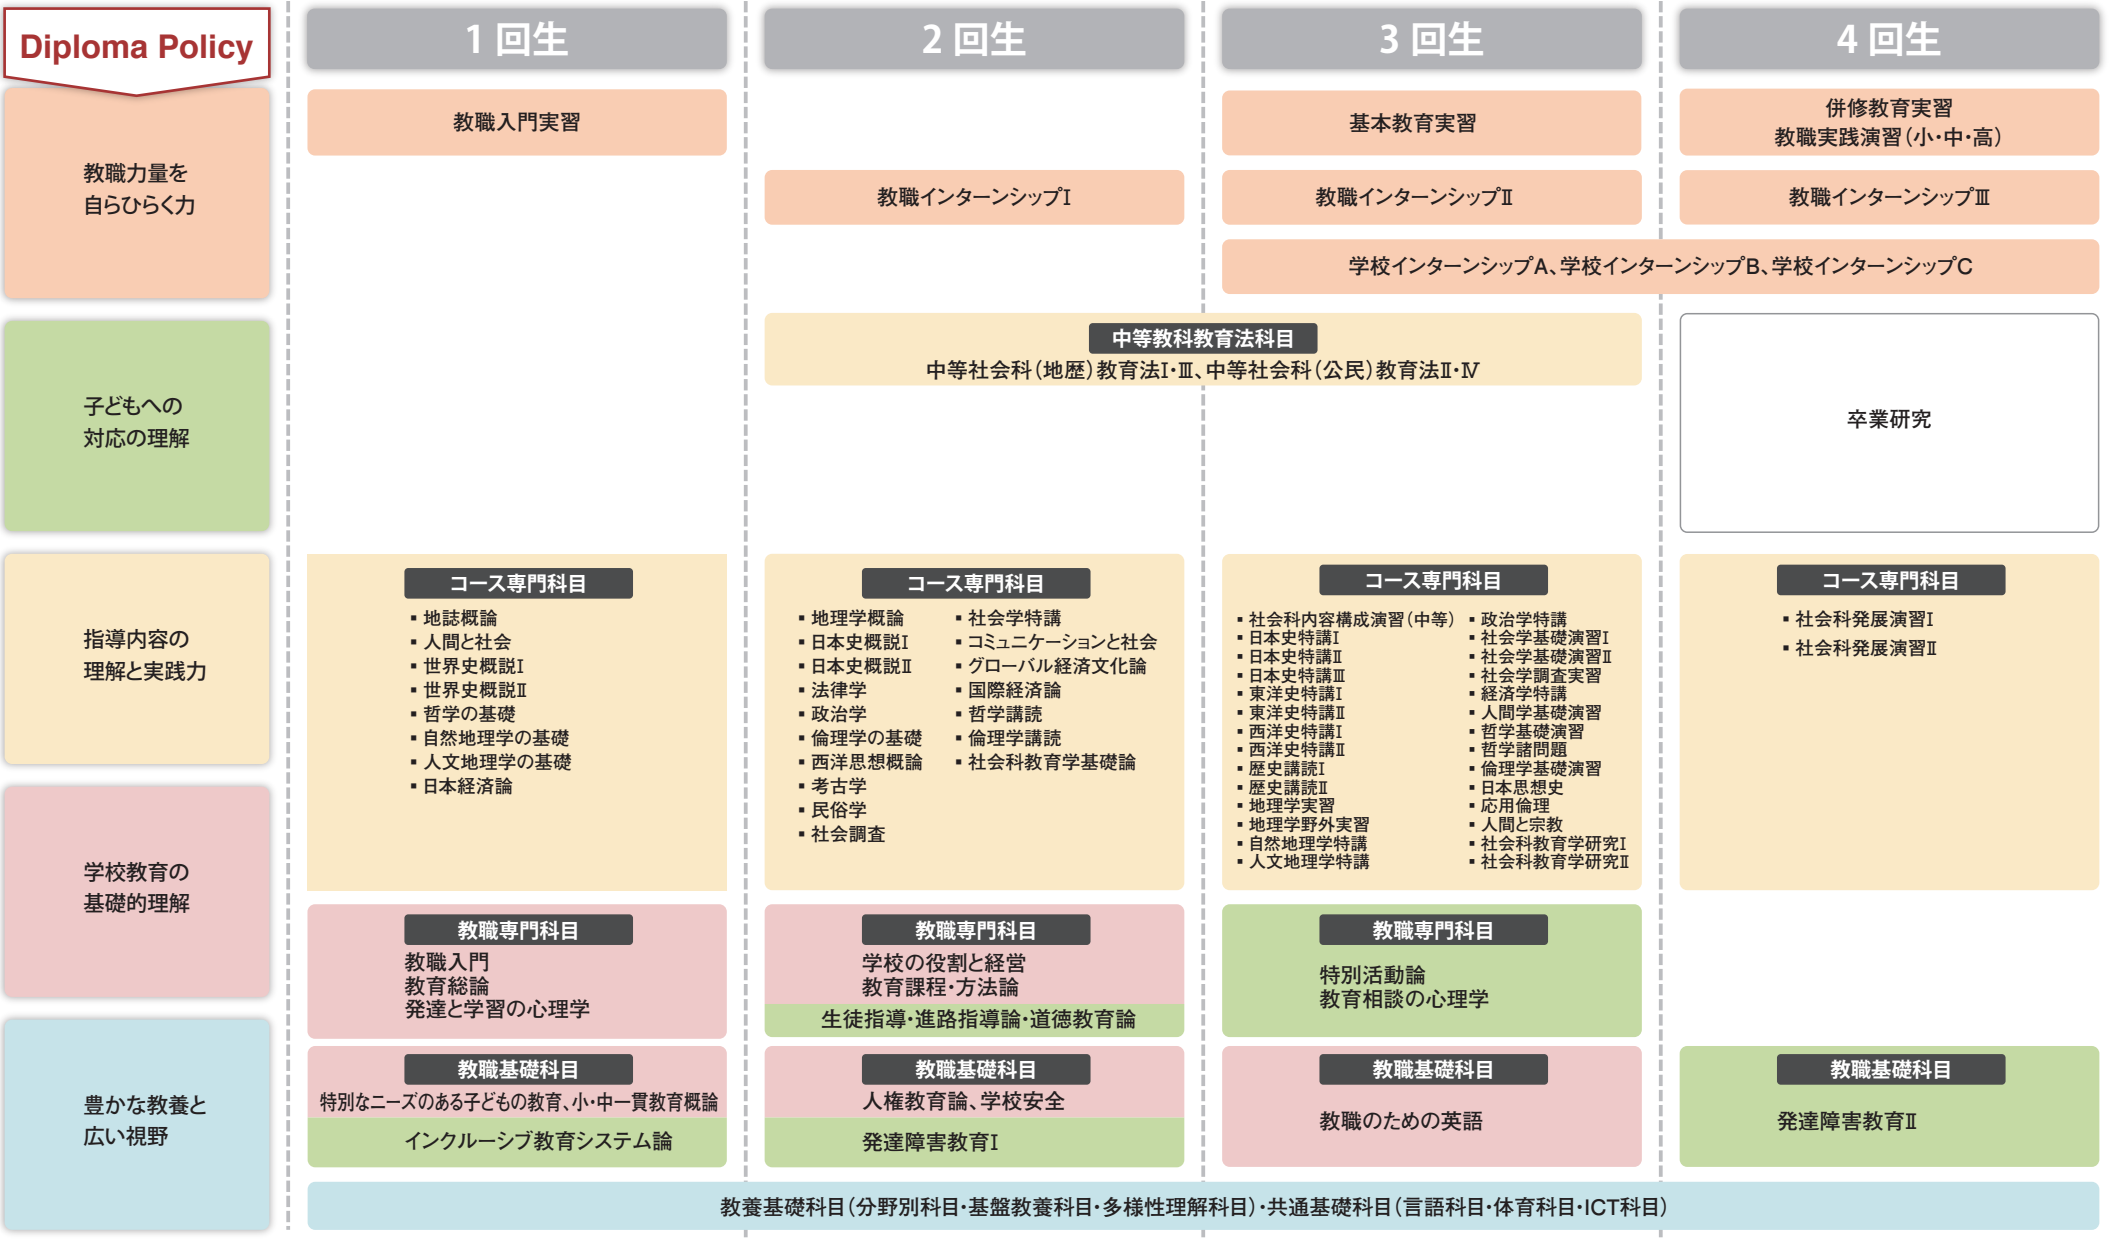 Diploma Policy
1 回生
2 回生
3 回生
4 回生
教職力量を
自らひらく力
教職入門実習
基本教育実習
併修教育実習
教職実践演習(小・中・高)
教職インターンシップⅠ
教職インターンシップⅡ
教職インターンシップⅢ
学校インターンシップA、学校インターンシップB、学校インターンシップC
子どもへの
対応の理解
中等教科教育法科目
中等社会科(地歴)教育法Ⅰ・Ⅲ、中等社会科(公民)教育法Ⅱ・Ⅳ
卒業研究
指導内容の
理解と実践力
学校教育の
基礎的理解
コース専門科目
▪ 地誌概論
▪ 人間と社会
▪ 世界史概説Ⅰ
▪ 世界史概説Ⅱ
▪ 哲学の基礎
▪ 自然地理学の基礎
▪ 人文地理学の基礎
▪ 日本経済論
コース専門科目
▪ 地理学概論
▪ 日本史概説Ⅰ
▪ 日本史概説Ⅱ
▪ 法律学
▪ 政治学
▪ 倫理学の基礎
▪ 西洋思想概論
▪ 考古学
▪ 民俗学
▪ 社会調査
▪ 社会学特講
▪ コミュニケーションと社会
▪ グローバル経済文化論
▪ 国際経済論
▪ 哲学講読
▪ 倫理学講読
▪ 社会科教育学基礎論
コース専門科目
▪ 社会科内容構成演習(中等)
▪ 日本史特講Ⅰ
▪ 日本史特講Ⅱ
▪ 日本史特講Ⅲ
▪ 東洋史特講Ⅰ
▪ 東洋史特講Ⅱ
▪ 西洋史特講Ⅰ
▪ 西洋史特講Ⅱ
▪ 歴史講読Ⅰ
▪ 歴史講読Ⅱ
▪ 地理学実習
▪ 地理学野外実習
▪ 自然地理学特講
▪ 人文地理学特講
▪ 政治学特講
▪ 社会学基礎演習Ⅰ
▪ 社会学基礎演習Ⅱ
▪ 社会学調査実習
▪ 経済学特講
▪ 人間学基礎演習
▪ 哲学基礎演習
▪ 哲学諸問題
▪ 倫理学基礎演習
▪ 日本思想史
▪ 応用倫理
▪ 人間と宗教
▪ 社会科教育学研究Ⅰ
▪ 社会科教育学研究Ⅱ
コース専門科目
▪ 社会科発展演習Ⅰ
▪ 社会科発展演習Ⅱ
教職専門科目
教職入門
教育総論
発達と学習の心理学
教職専門科目
学校の役割と経営
教育課程・方法論
生徒指導・進路指導論・道徳教育論
教職専門科目
特別活動論
教育相談の心理学
豊かな教養と
広い視野
教職基礎科目
特別なニーズのある子どもの教育、小・中一貫教育概論
インクルーシブ教育システム論
教職基礎科目
人権教育論、学校安全
発達障害教育Ⅰ
教職基礎科目
教職のための英語
教職基礎科目
発達障害教育Ⅱ
教養基礎科目(分野別科目・基盤教養科目・多様性理解科目)・共通基礎科目(言語科目・体育科目・ICT科目)